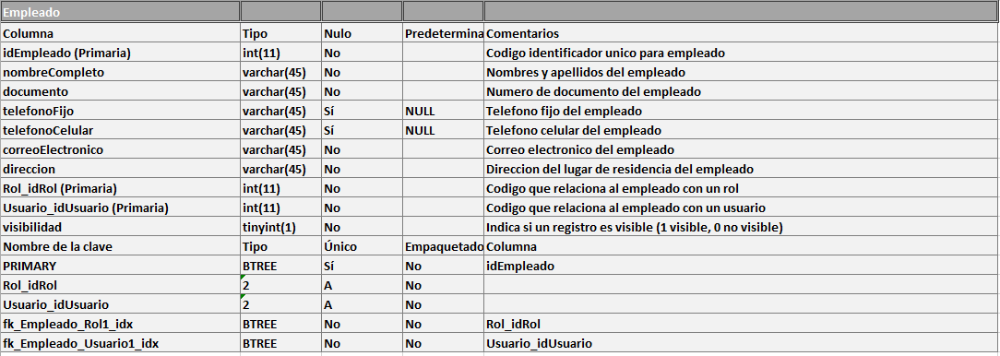 Empleado
Columna Tipo Nulo Predetermina Comentarios
idEmpleado (Primaria) int(11) No Codigo identificador unico para empleado
nombreCompleto varchar(45) No Nombres y apellidos del empleado
documento varchar(45) No Numero de documento del empleado
telefonoFijo varchar(45) Sí NULL Telefono fijo del empleado
telefonoCelular varchar(45) Sí NULL Telefono celular del empleado
correoElectronico varchar(45) No Correo electronico del empleado
direccion varchar(45) No Direccion del lugar de residencia del empleado
Rol_idRol (Primaria) int(11) No Codigo que relaciona al empleado con un rol
Usuario_idUsuario (Primaria) int(11) No Codigo que relaciona al empleado con un usuario
visibilidad tinyint(1) No Indica si un registro es visible (1 visible, 0 no visible)
Nombre de la clave Tipo Único Empaquetado Columna
PRIMARY BTREE Sí No idEmpleado
Rol_idRol 2 A No
Usuario_idUsuario 2 A No
fk_Empleado_Rol1_idx BTREE No No Rol_idRol
fk_Empleado_Usuario1_idx BTREE No No Usuario_idUsuario